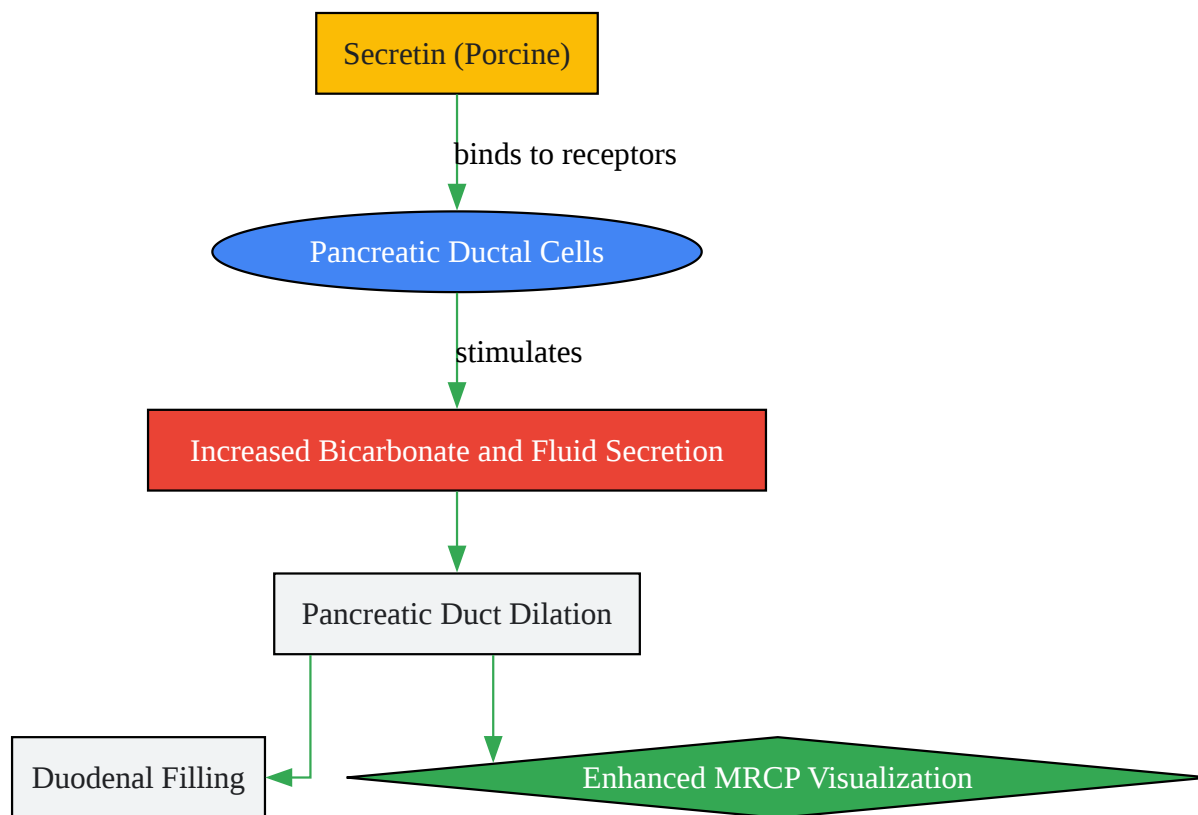 Secretin (Porcine)
binds to receptors
Pancreatic Ductal Cells
stimulates
Increased Bicarbonate and Fluid Secretion
Pancreatic Duct Dilation
Duodenal Filling
Enhanced MRCP Visualization